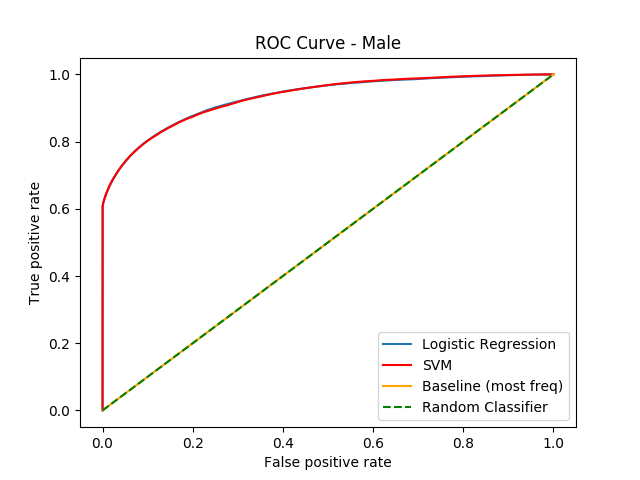 ROC Curve - Male
True positive rate
1.0
0.8
0.6
0.4
0.2
0.0
Logistic Regression
SVM
Baseline (most freq)
Random Classifier
0.0 0.2 0.4 0.6 0.8 1.0
False positive rate